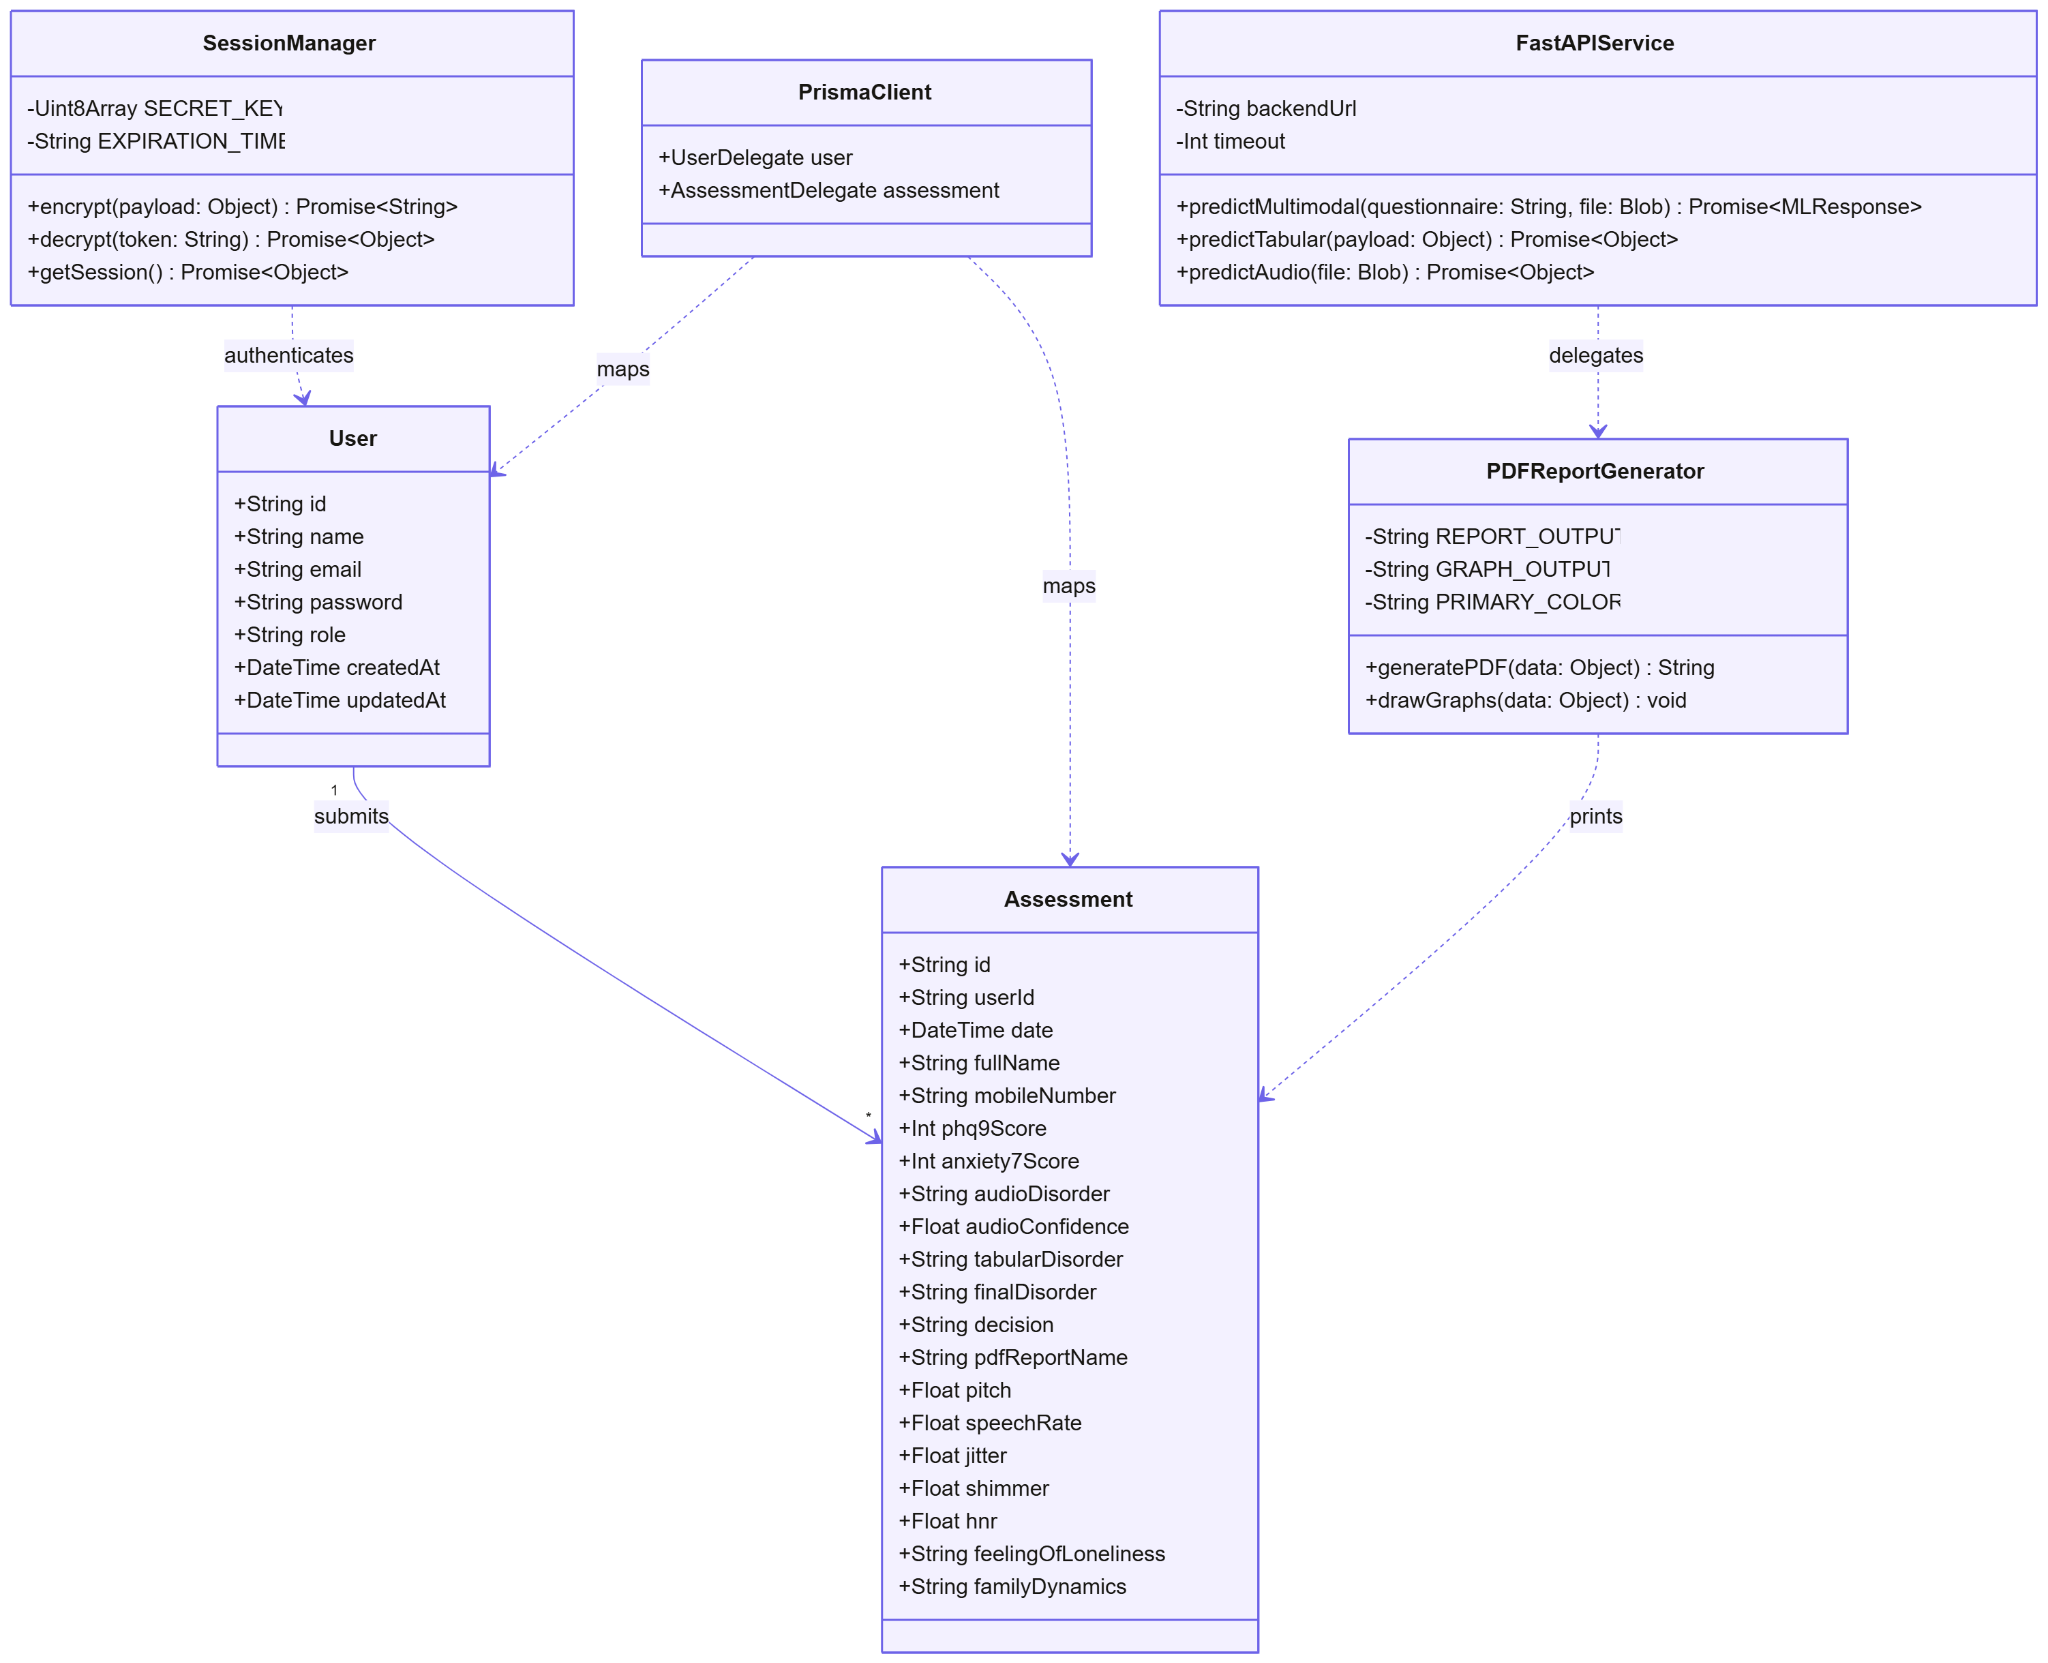 SessionManager
-Uint8Array SECRET_KEY
-String EXPIRATION_TIME
+encrypt(payload: Object) : Promise<String>
+decrypt(token: String) : Promise<Object>
+getSession() : Promise<Object>
PrismaClient
+UserDelegate user
+AssessmentDelegate assessment
FastAPIService
-String backendUrl
-Int timeout
+predictMultimodal(questionnaire: String, file: Blob) : Promise<MLResponse>
+predictTabular(payload: Object) : Promise<Object>
+predictAudio(file: Blob) : Promise<Object>
authenticates
maps
delegates
User
+String id
+String name
+String email
+String password
+String role
+DateTime createdAt
+DateTime updatedAt
maps
PDFReportGenerator
-String REPORT_OUTPUT
-String GRAPH_OUTPUT
-String PRIMARY_COLOR
+generatePDF(data: Object) : String
+drawGraphs(data: Object) : void
1
submits
prints
*
Assessment
+String id
+String userId
+DateTime date
+String fullName
+String mobileNumber
+Int phq9Score
+Int anxiety7Score
+String audioDisorder
+Float audioConfidence
+String tabularDisorder
+String finalDisorder
+String decision
+String pdfReportName
+Float pitch
+Float speechRate
+Float jitter
+Float shimmer
+Float hnr
+String feelingOfLoneliness
+String familyDynamics